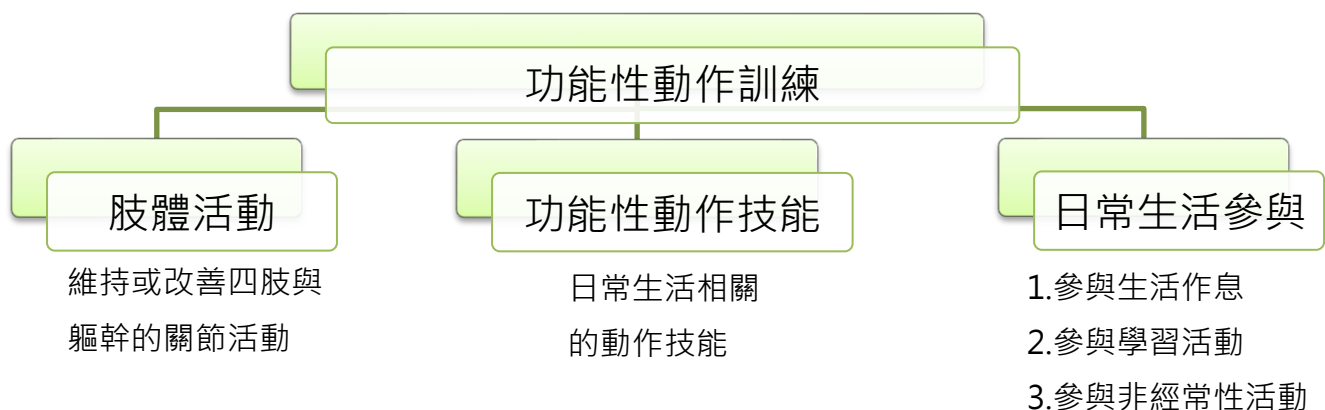 功能性動作訓練
肢體活動
維持或改善四肢與
軀幹的關節活動
功能性動作技能
日常生活相關
的動作技能
日常生活參與
1.參與生活作息
2.參與學習活動
3.參與非經常性活動